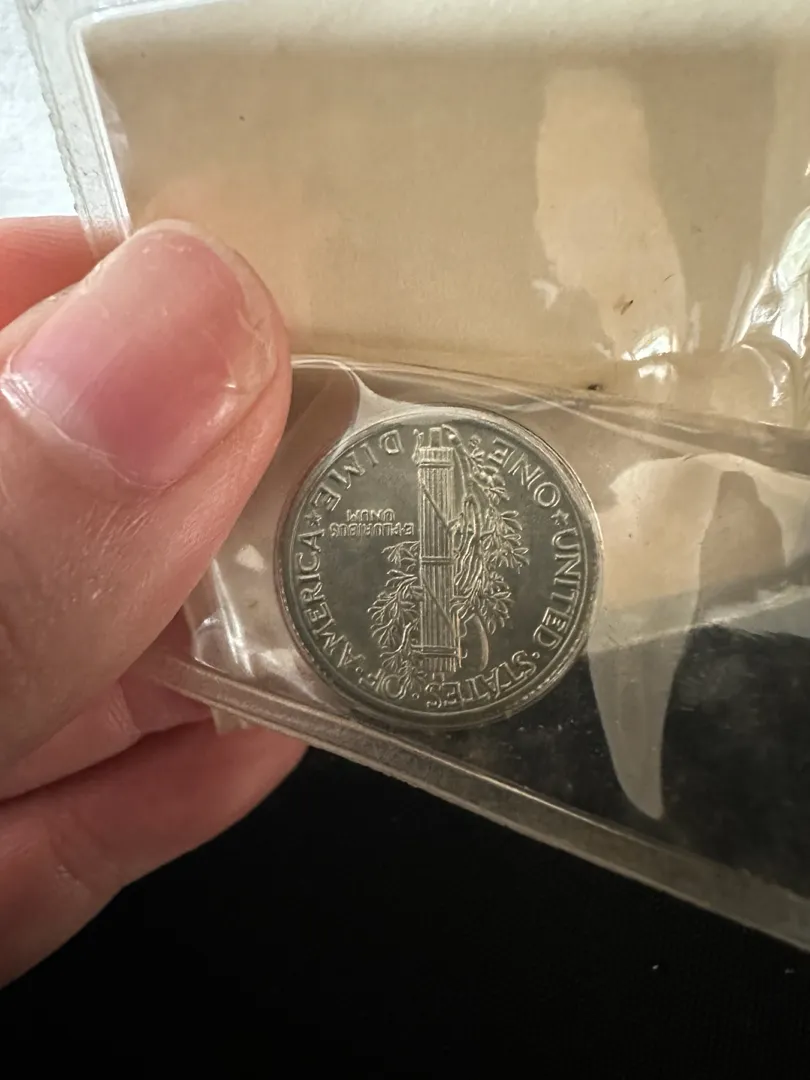 UNITED · STATES · OF · AMERICA
E · PLURIBUS
UNUM
★ ONE DIME ★